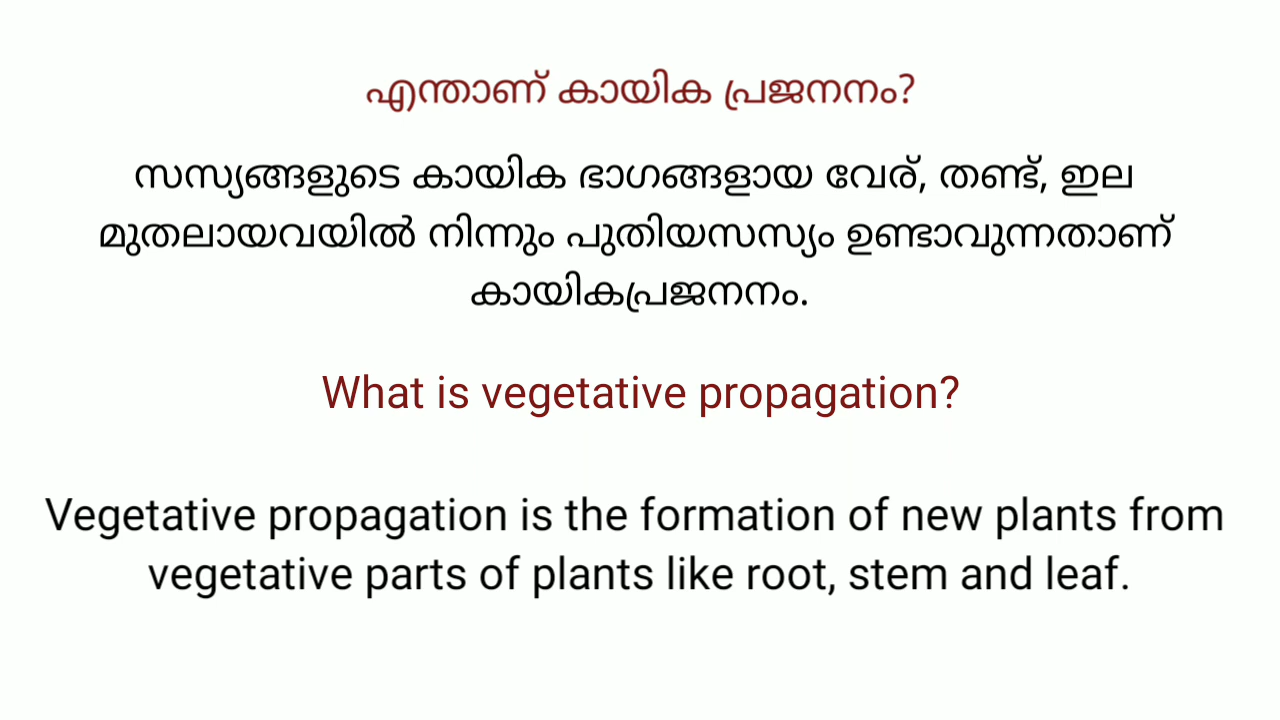 എന്താണ് കായിക പ്രജനനം?
സസ്യങ്ങളുടെ കായിക ഭാഗങ്ങളായ വേര്, തണ്ട്, ഇല
മുതലായവയിൽ നിന്നും പുതിയസസ്യം ഉണ്ടാവുന്നതാണ്
കായികപ്രജനനം.
What is vegetative propagation?
Vegetative propagation is the formation of new plants from
vegetative parts of plants like root, stem and leaf.